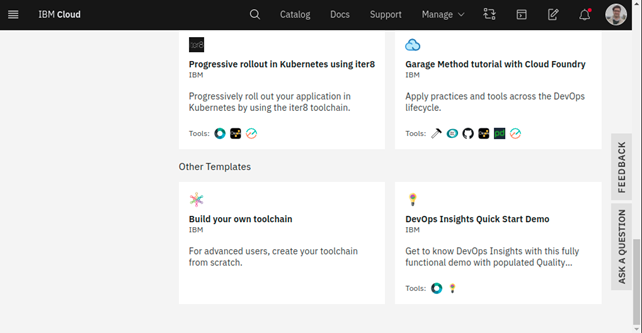 IBM Cloud
Catalog
Docs
Support
Manage
iter8
Progressive rollout in Kubernetes using iter8
IBM
Progressively roll out your application in
Kubernetes by using the iter8 toolchain.
Tools:
Garage Method tutorial with Cloud Foundry
IBM
Apply practices and tools across the DevOps
lifecycle.
Tools:
pd
Other Templates
Build your own toolchain
IBM
For advanced users, create your toolchain
from scratch.
DevOps Insights Quick Start Demo
IBM
Get to know DevOps Insights with this fully
functional demo with populated Quality...
Tools:
FEEDBACK
ASK A QUESTION